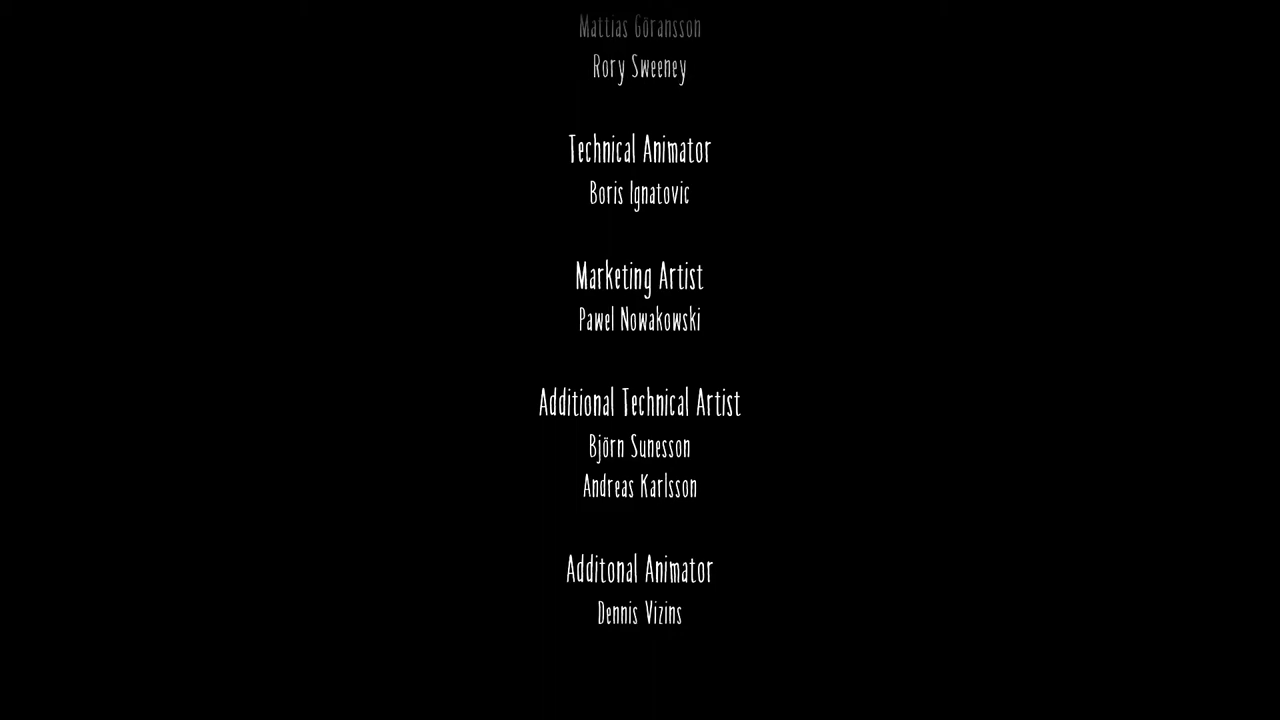 Mattias Göransson
Rory Sweeney
Technical Animator
Boris Ignatovic
Marketing Artist
Pawel Nowakowski
Additional Technical Artist
Björn Sunesson
Andreas Karlsson
Additonal Animator
Dennis Vizins